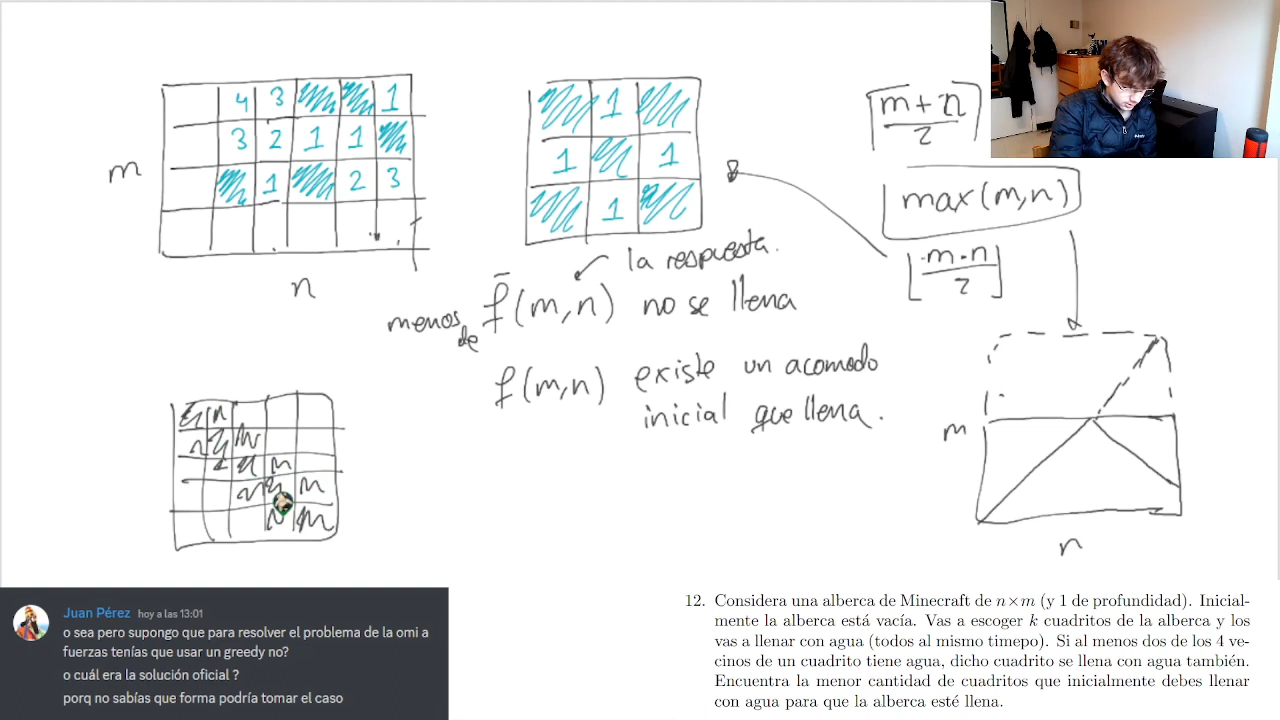 4 3 1
3 2 1 1
1 2 3
m
n
1
1 1
1
m + n
2
max(m,n)
m · n
2
la respuesta.
menos de f(m,n) no se llena
f(m,n) existe un acomodo
inicial que llena.
m
n
Juan Pérez hoy a las 13:01
o sea pero supongo que para resolver el problema de la omi a
fuerzas tenías que usar un greedy no?
o cuál era la solución oficial ?
porq no sabías que forma podría tomar el caso
12. Considera una alberca de Minecraft de n×m (y 1 de profundidad). Inicial-
mente la alberca está vacía. Vas a escoger k cuadritos de la alberca y los
vas a llenar con agua (todos al mismo timepo). Si al menos dos de los 4 ve-
cinos de un cuadrito tiene agua, dicho cuadrito se llena con agua también.
Encuentra la menor cantidad de cuadritos que inicialmente debes llenar
con agua para que la alberca esté llena.